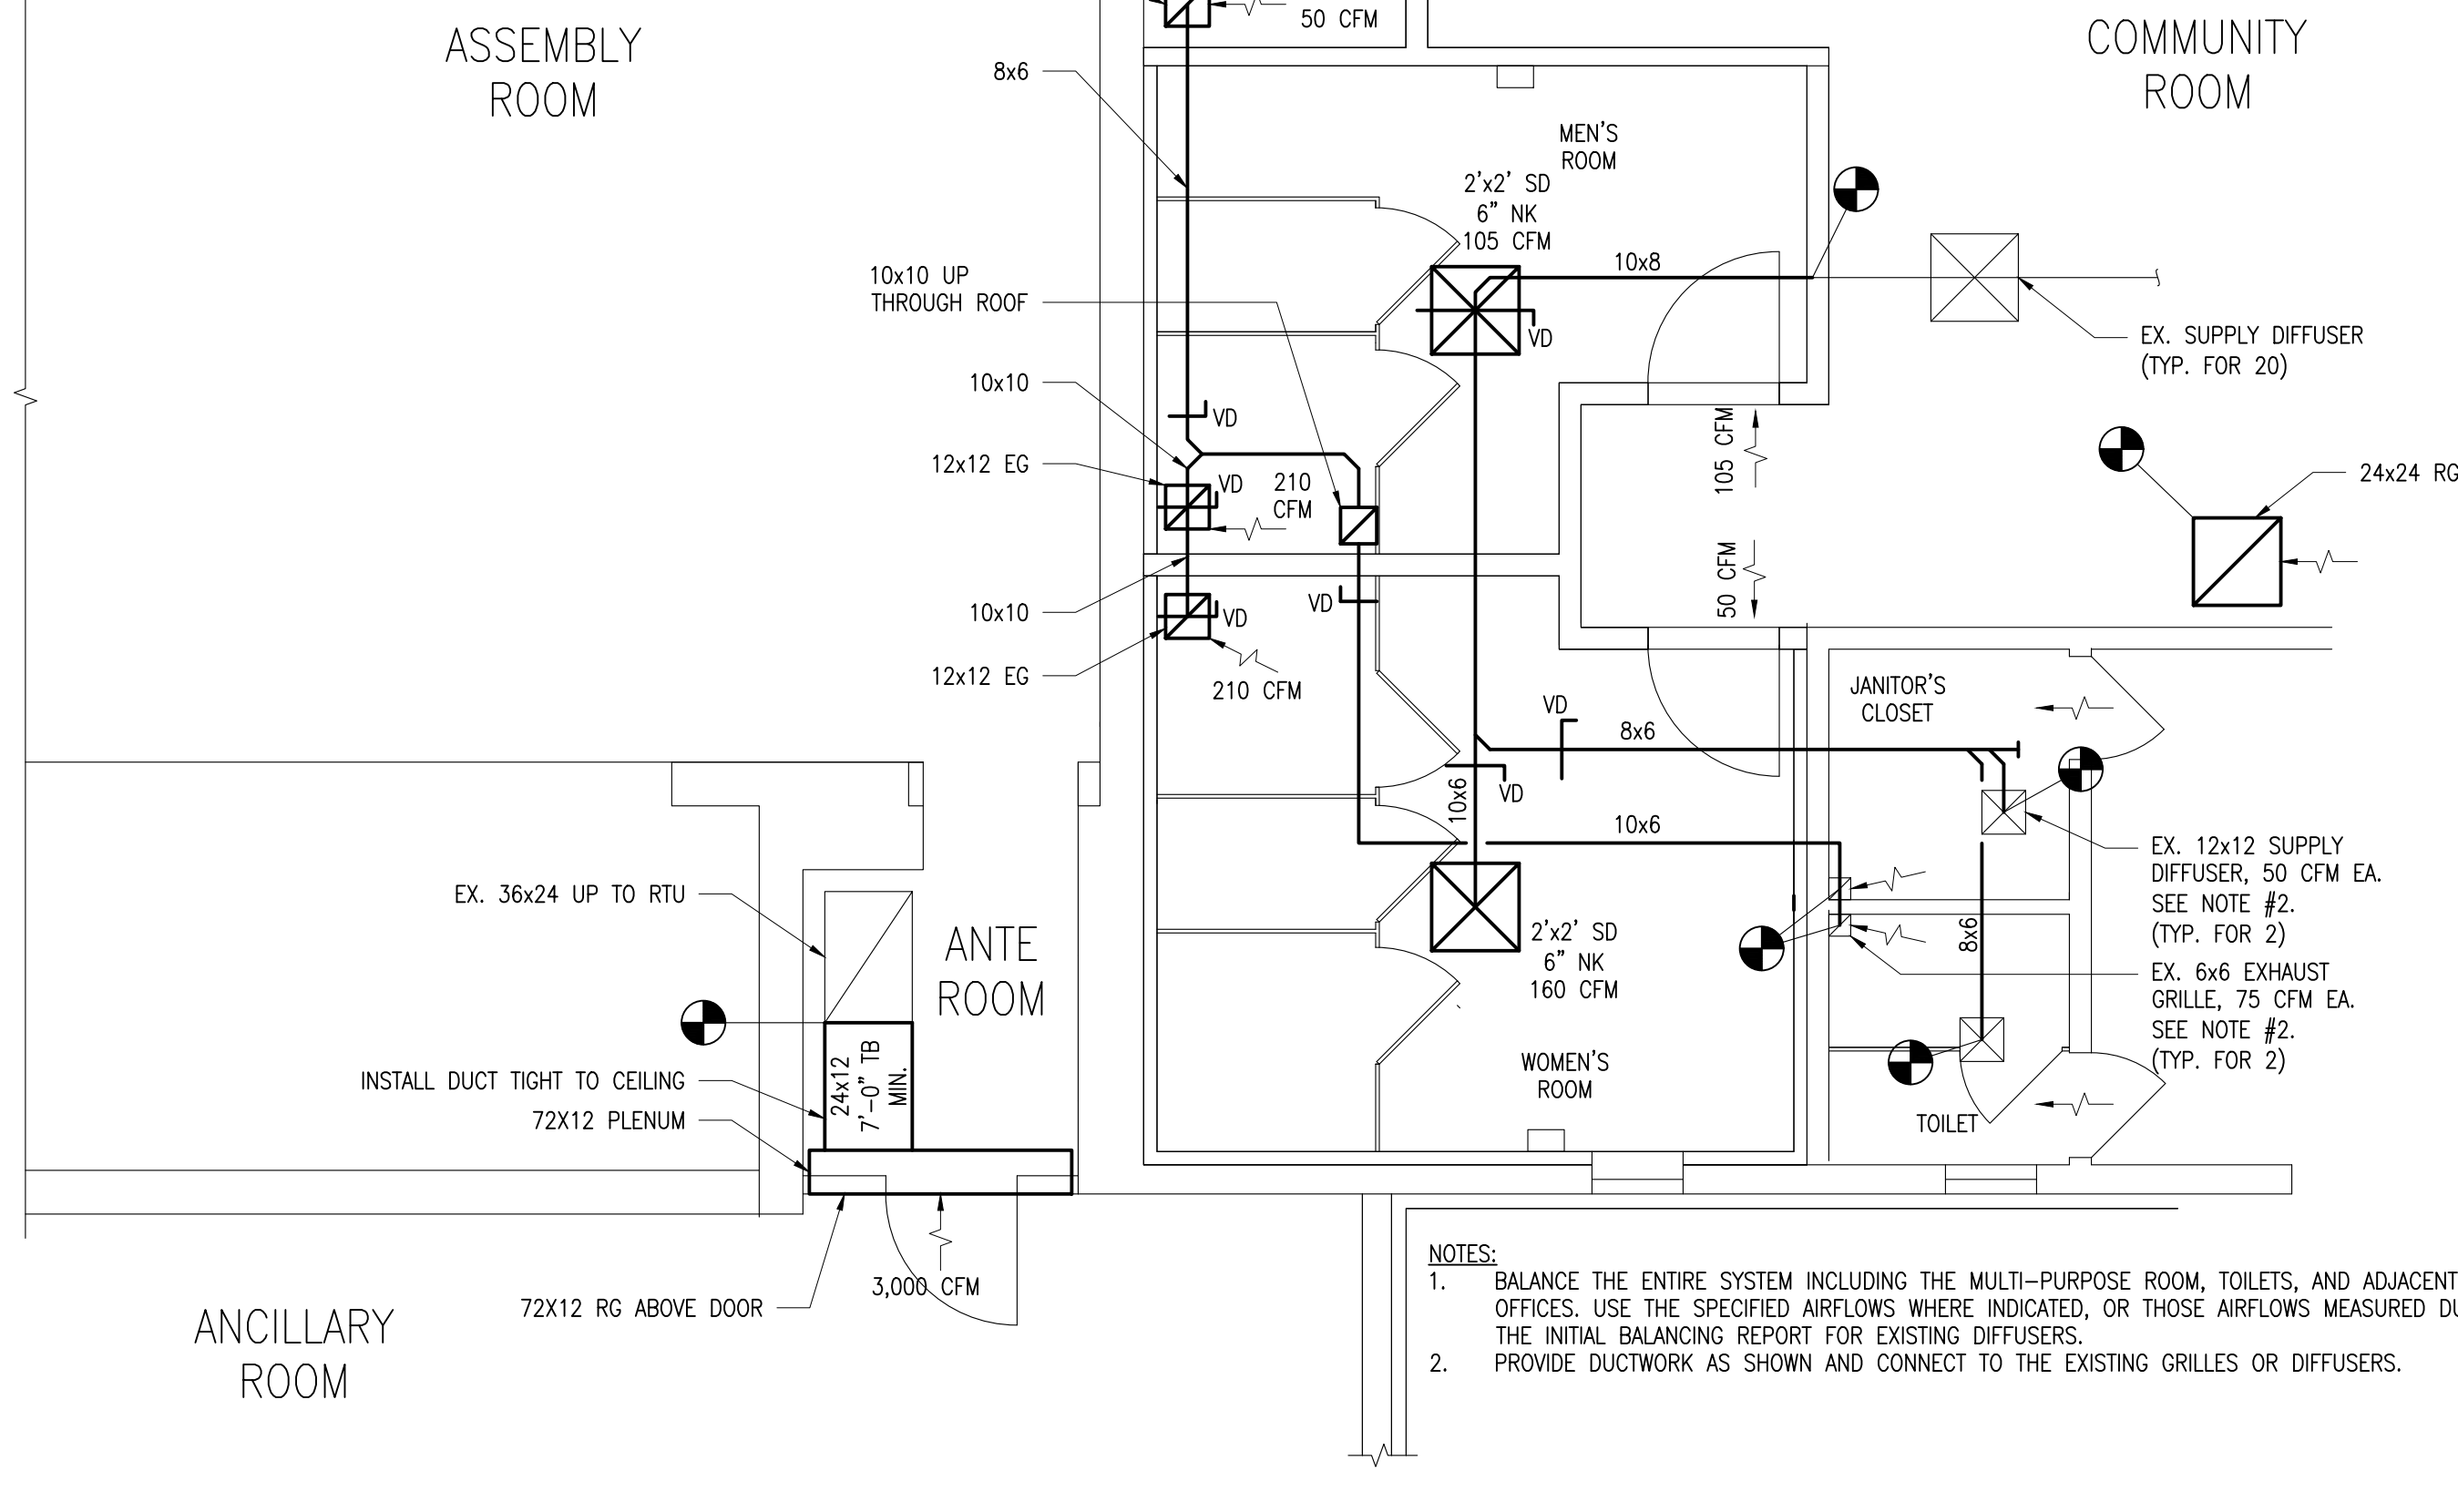 ASSEMBLY
ROOM
50 CFM
COMMUNITY
ROOM
8x6
MEN'S
ROOM
2'x2' SD
6" NK
105 CFM
10x8
VD
10x10 UP
THROUGH ROOF
EX. SUPPLY DIFFUSER
(TYP. FOR 20)
10x10
VD
12x12 EG
VD
210
CFM
105 CFM
24x24 RG
50 CFM
10x10
VD
VD
12x12 EG
210 CFM
JANITOR'S
CLOSET
VD
8x6
VD
10x6
10x6
EX. 12x12 SUPPLY
DIFFUSER, 50 CFM EA.
SEE NOTE #2.
(TYP. FOR 2)
EX. 36x24 UP TO RTU
ANTE
ROOM
2'x2' SD
6" NK
160 CFM
8x6
EX. 6x6 EXHAUST
GRILLE, 75 CFM EA.
SEE NOTE #2.
(TYP. FOR 2)
24x12
7'-0" TB
MIN.
INSTALL DUCT TIGHT TO CEILING
72X12 PLENUM
WOMEN'S
ROOM
TOILET
3,000 CFM
72X12 RG ABOVE DOOR
ANCILLARY
ROOM
NOTES:
1. BALANCE THE ENTIRE SYSTEM INCLUDING THE MULTI-PURPOSE ROOM, TOILETS, AND ADJACENT
OFFICES. USE THE SPECIFIED AIRFLOWS WHERE INDICATED, OR THOSE AIRFLOWS MEASURED
THE INITIAL BALANCING REPORT FOR EXISTING DIFFUSERS.
2. PROVIDE DUCTWORK AS SHOWN AND CONNECT TO THE EXISTING GRILLES OR DIFFUSERS.